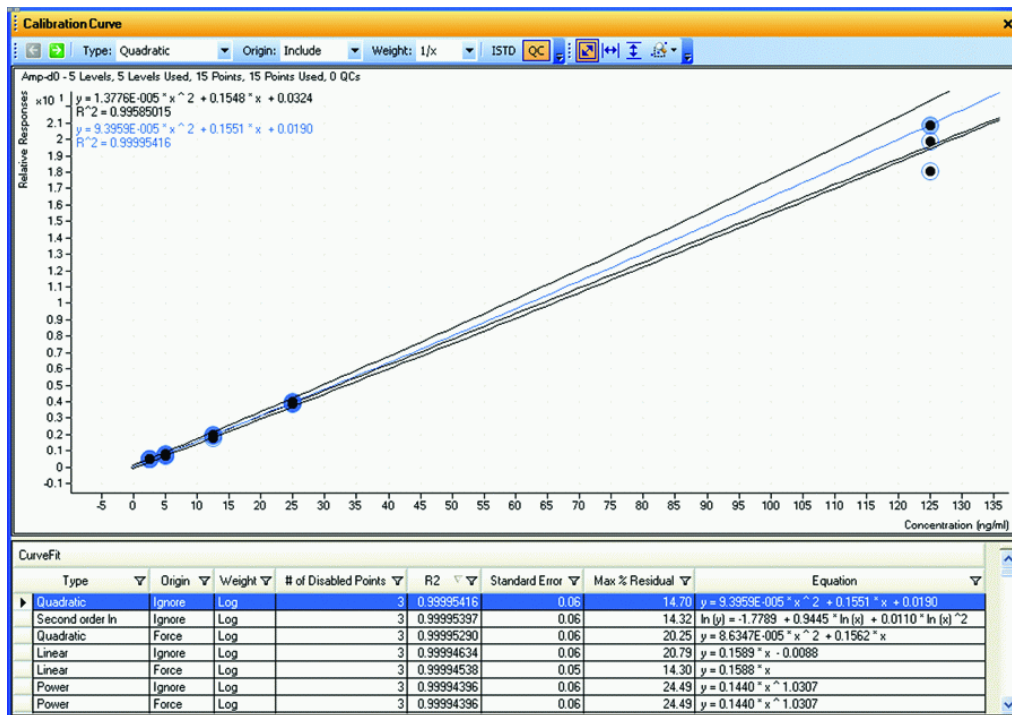 Calibration Curve
Type: Quadratic Origin: Include Weight: 1/x ISTD QC
Amp-d0 - 5 Levels, 5 Levels Used, 15 Points, 15 Points Used, 0 QCs
Relative Responses
x10 1
y = 1.3776E-005 * x ^ 2 + 0.1548 * x + 0.0324
R^2 = 0.99585015
y = 9.3959E-005 * x ^ 2 + 0.1551 * x + 0.0190
R^2 = 0.99995416
2.1
2
1.9
1.8
1.7
1.6
1.5
1.4
1.3
1.2
1.1
1
0.9
0.8
0.7
0.6
0.5
0.4
0.3
0.2
0.1
0
-0.1
-5 0 5 10 15 20 25 30 35 40 45 50 55 60 65 70 75 80 85 90 95 100 105 110 115 120 125 130 135
Concentration (ng/ml)
CurveFit
Type Origin Weight # of Disabled Points R2 Standard Error Max % Residual Equation
Quadratic Ignore Log 3 0.99995416 0.06 14.70 y = 9.3959E-005 * x ^ 2 + 0.1551 * x + 0.0190
Second order ln Ignore Log 3 0.99995397 0.06 14.32 ln (y) = -1.7789 + 0.9445 * ln (x) + 0.0110 * ln (x) ^2
Quadratic Force Log 3 0.99995290 0.06 20.25 y = 8.6347E-005 * x ^ 2 + 0.1562 * x
Linear Ignore Log 3 0.99994634 0.06 20.79 y = 0.1589 * x - 0.0088
Linear Force Log 3 0.99994538 0.05 14.30 y = 0.1588 * x
Power Ignore Log 3 0.99994396 0.06 24.49 y = 0.1440 * x ^ 1.0307
Power Force Log 3 0.99994396 0.06 24.49 y = 0.1440 * x ^ 1.0307